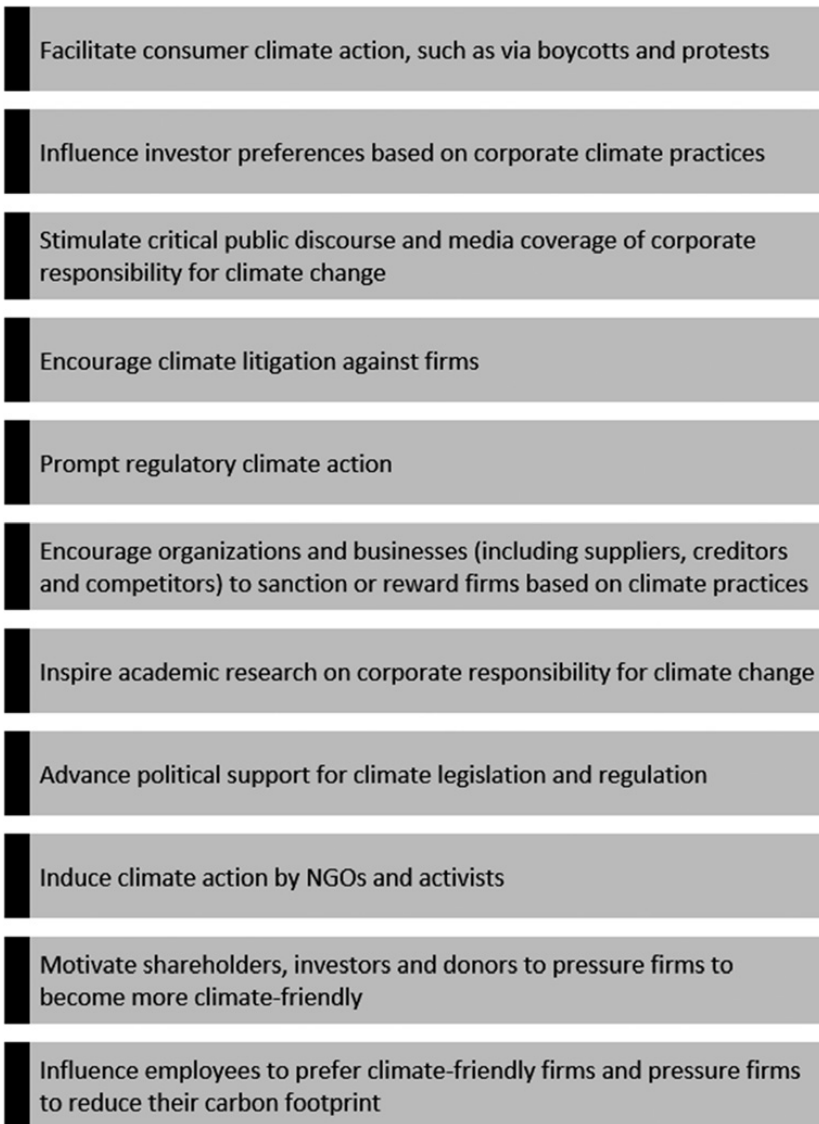 Facilitate consumer climate action, such as via boycotts and protests
Influence investor preferences based on corporate climate practices
Stimulate critical public discourse and media coverage of corporate
responsibility for climate change
Encourage climate litigation against firms
Prompt regulatory climate action
Encourage organizations and businesses (including suppliers, creditors
and competitors) to sanction or reward firms based on climate practices
Inspire academic research on corporate responsibility for climate change
Advance political support for climate legislation and regulation
Induce climate action by NGOs and activists
Motivate shareholders, investors and donors to pressure firms to
become more climate-friendly
Influence employees to prefer climate-friendly firms and pressure firms
to reduce their carbon footprint